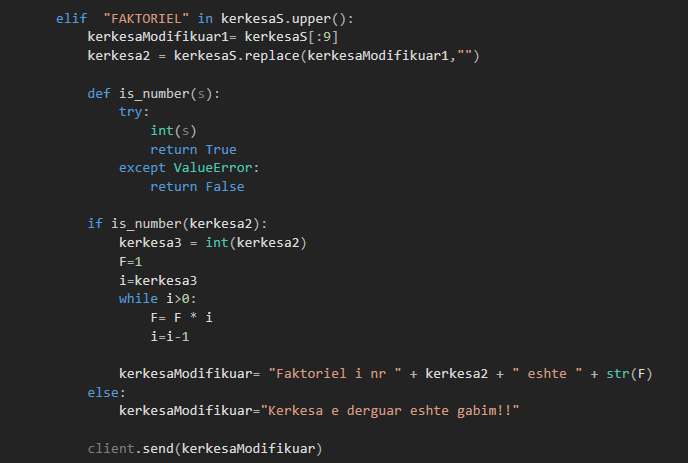 elif  "FAKTORIEL" in kerkesaS.upper():
    kerkesaModifikuar1= kerkesaS[:9]
    kerkesa2 = kerkesaS.replace(kerkesaModifikuar1,"")

    def is_number(s):
        try:
            int(s)
            return True
        except ValueError:
            return False

    if is_number(kerkesa2):
        kerkesa3 = int(kerkesa2)
        F=1
        i=kerkesa3
        while i>0:
            F= F * i
            i=i-1

        kerkesaModifikuar= "Faktoriel i nr " + kerkesa2 + " eshte " + str(F)
    else:
        kerkesaModifikuar="Kerkesa e derguar eshte gabim!!"

    client.send(kerkesaModifikuar)